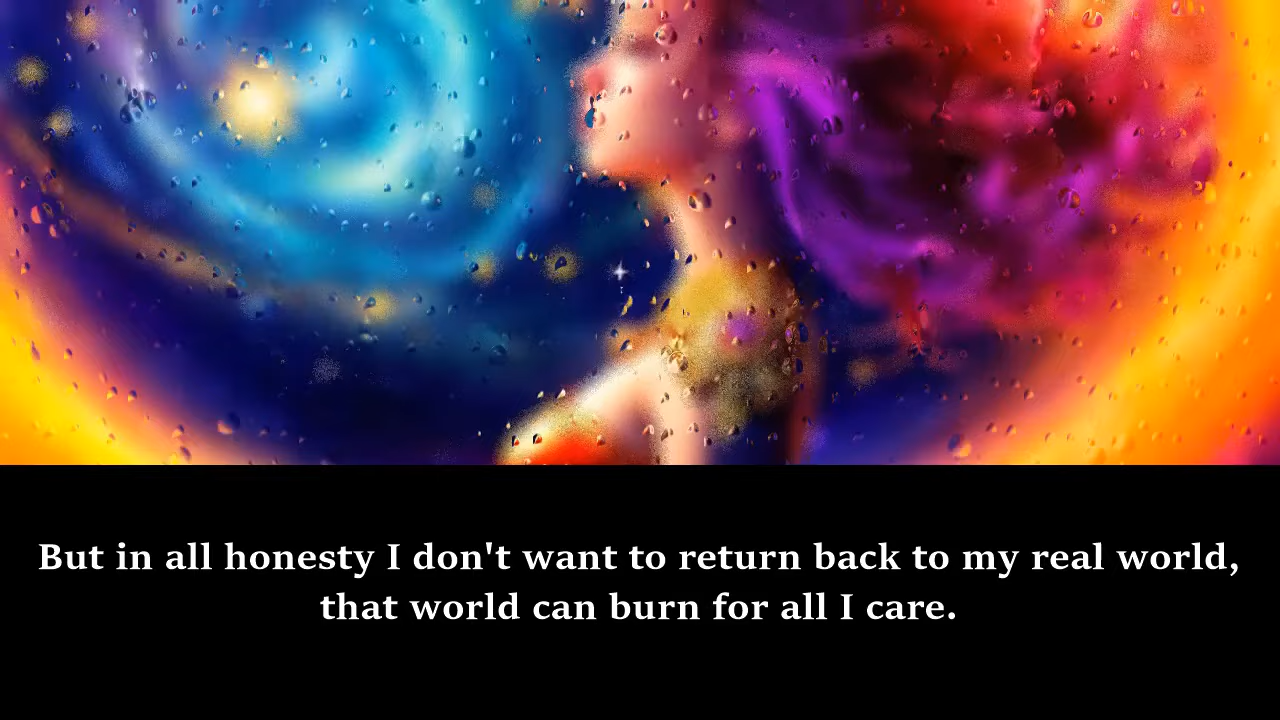 But in all honesty I don't want to return back to my real world,
that world can burn for all I care.